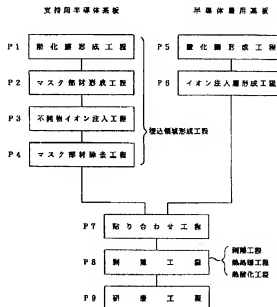 支持用半導体基板
半導体層用基板
P1 酸化膜形成工程
P2 マスク部材形成工程
P3 不純物イオン注入工程
P4 マスク部材除去工程
埋込領域形成工程
P5 酸化膜形成工程
P6 イオン注入層形成工程
P7 貼り合わせ工程
P8 剥離工程
剥離工程
熱処理工程
熱酸化工程
P9 研磨工程